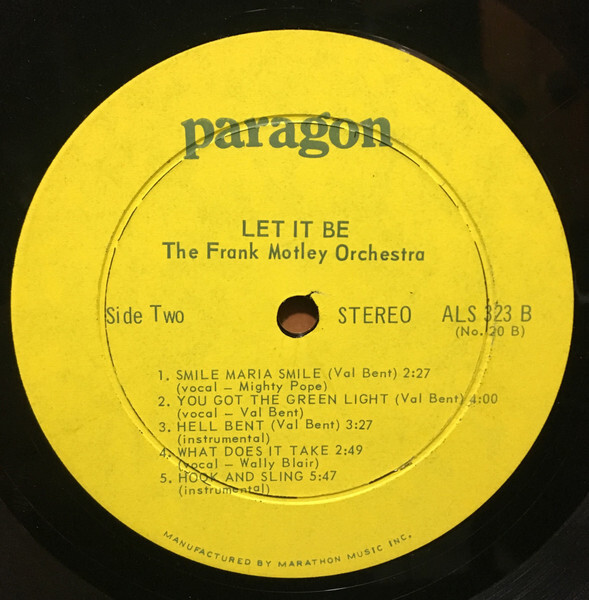 paragon
LET IT BE
The Frank Motley Orchestra
Side Two
STEREO
ALS 323 B
(No. 20 B)
1. SMILE MARIA SMILE (Val Bent) 2:27
(vocal – Mighty Pope)
2. YOU GOT THE GREEN LIGHT (Val Bent) 4:00
(vocal – Val Bent)
3. HELL BENT (Val Bent) 3:27
(instrumental)
4. WHAT DOES IT TAKE 2:49
(vocal – Wally Blair)
5. HOOK AND SLING 5:47
(instrumental)
MANUFACTURED BY MARATHON MUSIC INC.